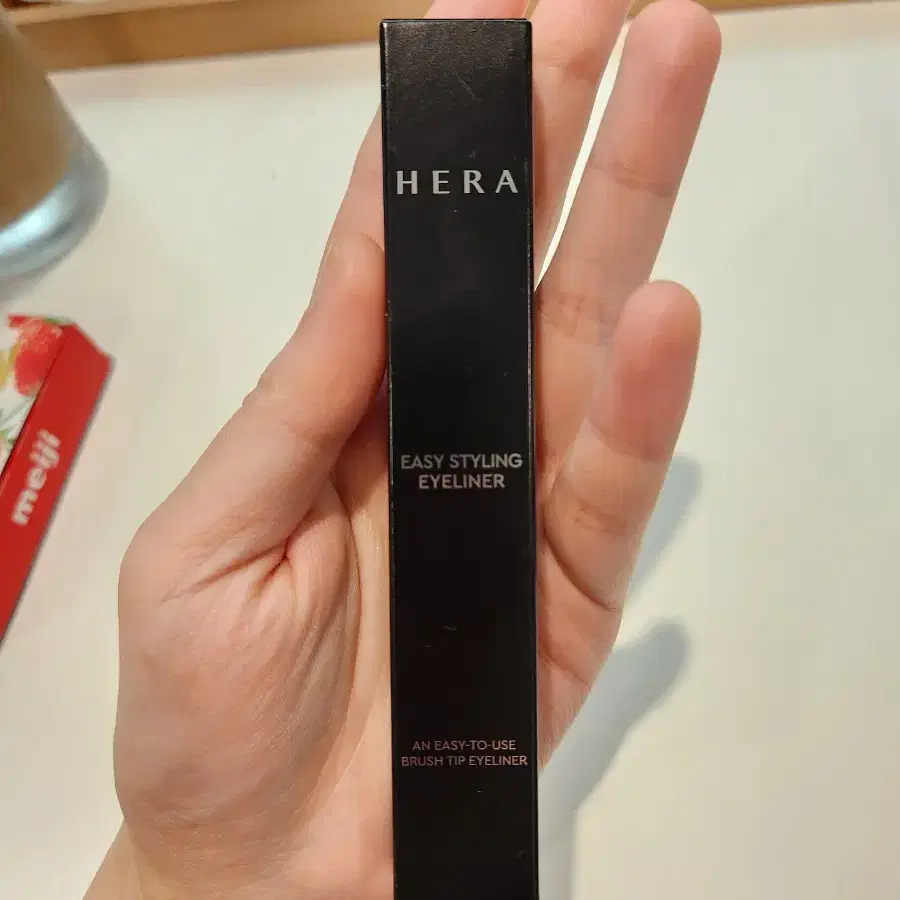 HERA
EASY STYLING
EYELINER
AN EASY-TO-USE
BRUSH TIP EYELINER
meiji